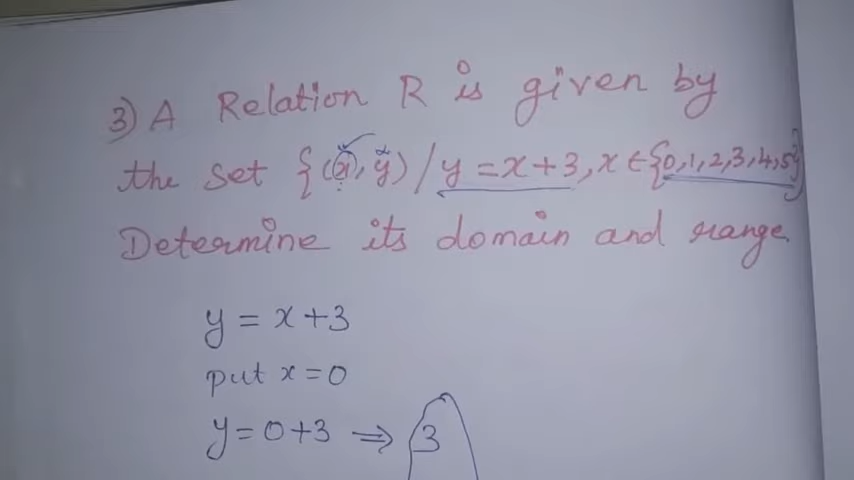 3) A Relation R is given by
the set {(x, y) / y = x + 3, x ∈ {0, 1, 2, 3, 4, 5}}
Determine its domain and range.
y = x + 3
put x = 0
y = 0 + 3 ⇒ 3